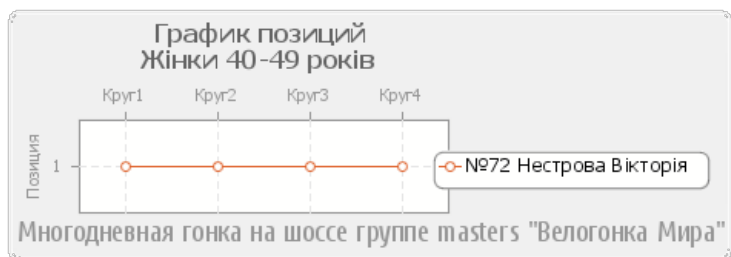 График позиций
Жінки 40-49 років
Круг1 Круг2 Круг3 Круг4
Позиция
1
№72 Нестрова Вікторія
Многодневная гонка на шоссе группе masters "Велогонка Мира"